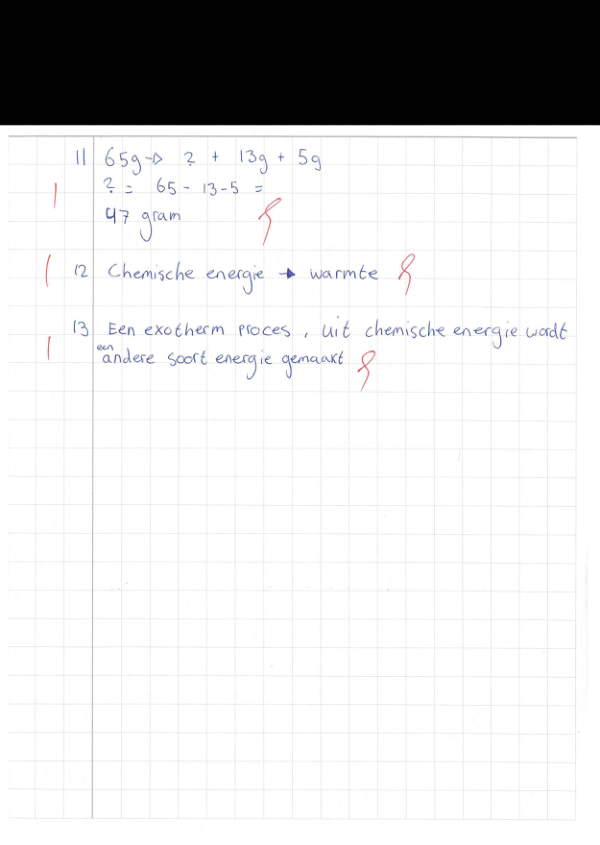 11 65g → ? + 13g + 5g
? = 65 - 13 - 5 =
1 47 gram
1 12 Chemische energie → warmte
13 Een exotherm proces, uit chemische energie wordt
1 een andere soort energie gemaakt